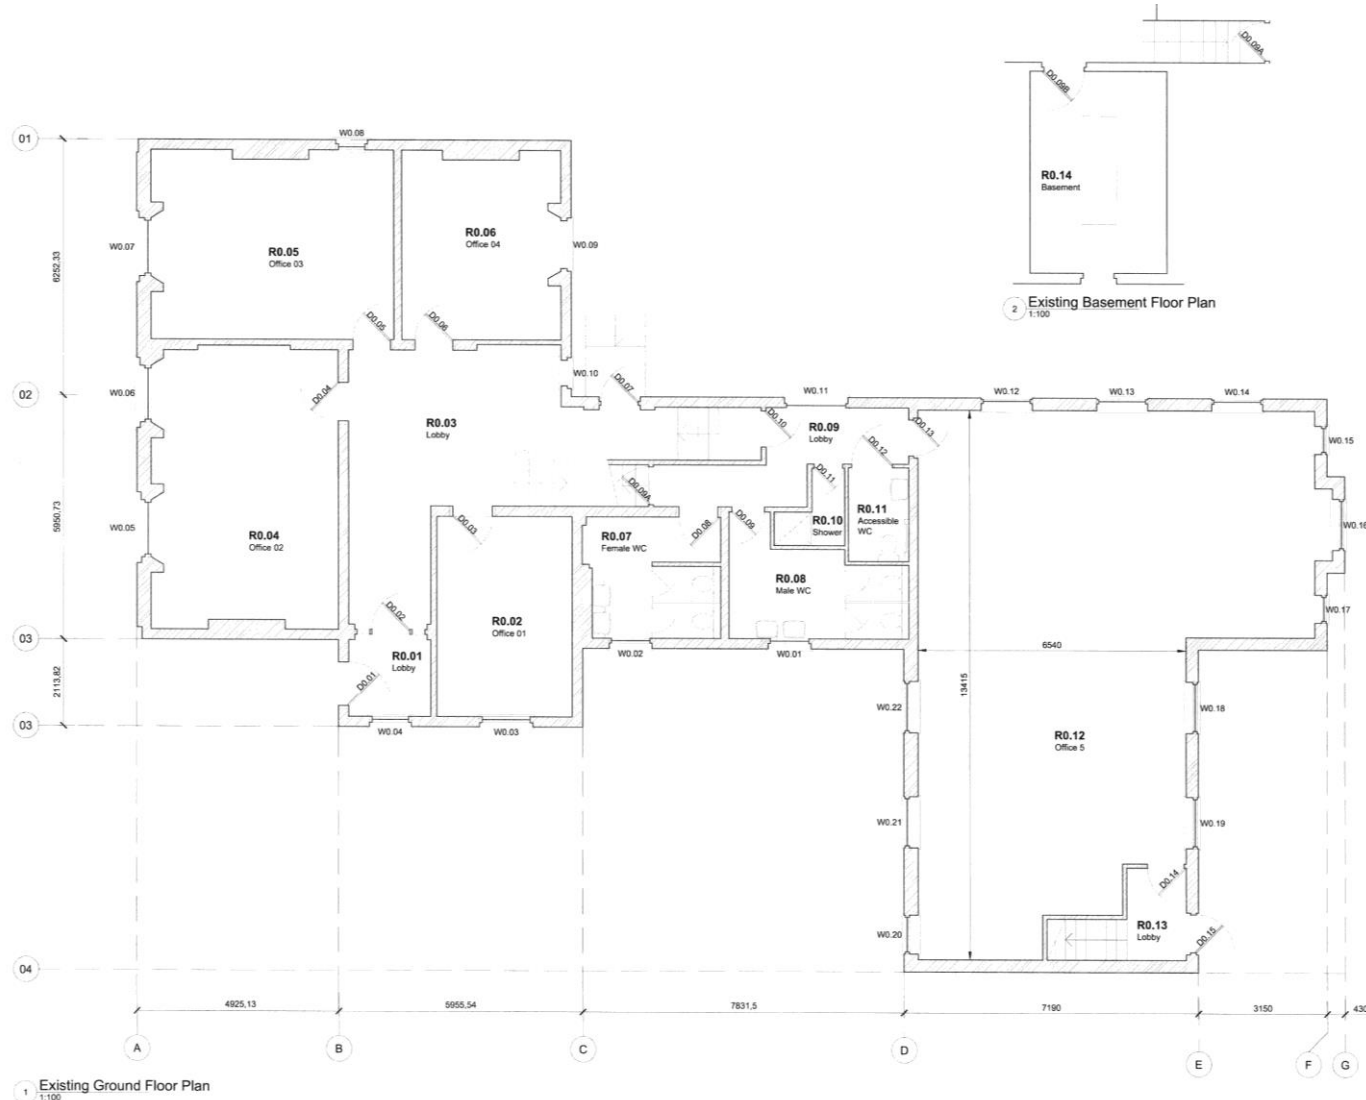 D0.09A
D0.09B
R0.14
Basement
2 Existing Basement Floor Plan
1:100
01
W0.08
W0.07
6252,33
R0.05
Office 03
R0.06
Office 04
W0.09
D0.05
D0.06
W0.10
02
W0.06
D0.04
D0.07
W0.11
W0.12
W0.13
W0.14
R0.03
Lobby
D0.10
R0.09
Lobby
D0.12
D0.13
W0.15
5950,73
W0.05
R0.04
Office 02
D0.09A
D0.11
D0.03
R0.07
Female WC
D0.08
D0.09
R0.10
Shower
R0.11
Accessible
WC
W0.16
R0.08
Male WC
D0.02
R0.02
Office 01
W0.17
03
R0.01
Lobby
W0.02
W0.01
6540
2113,82
D0.01
13415
W0.22
W0.18
03
W0.04
W0.03
R0.12
Office 5
W0.21
W0.19
D0.14
R0.13
Lobby
W0.20
D0.15
04
4925,13
5955,54
7831,5
7190
3150
430
A
B
C
D
E
F
G
1 Existing Ground Floor Plan
1:100